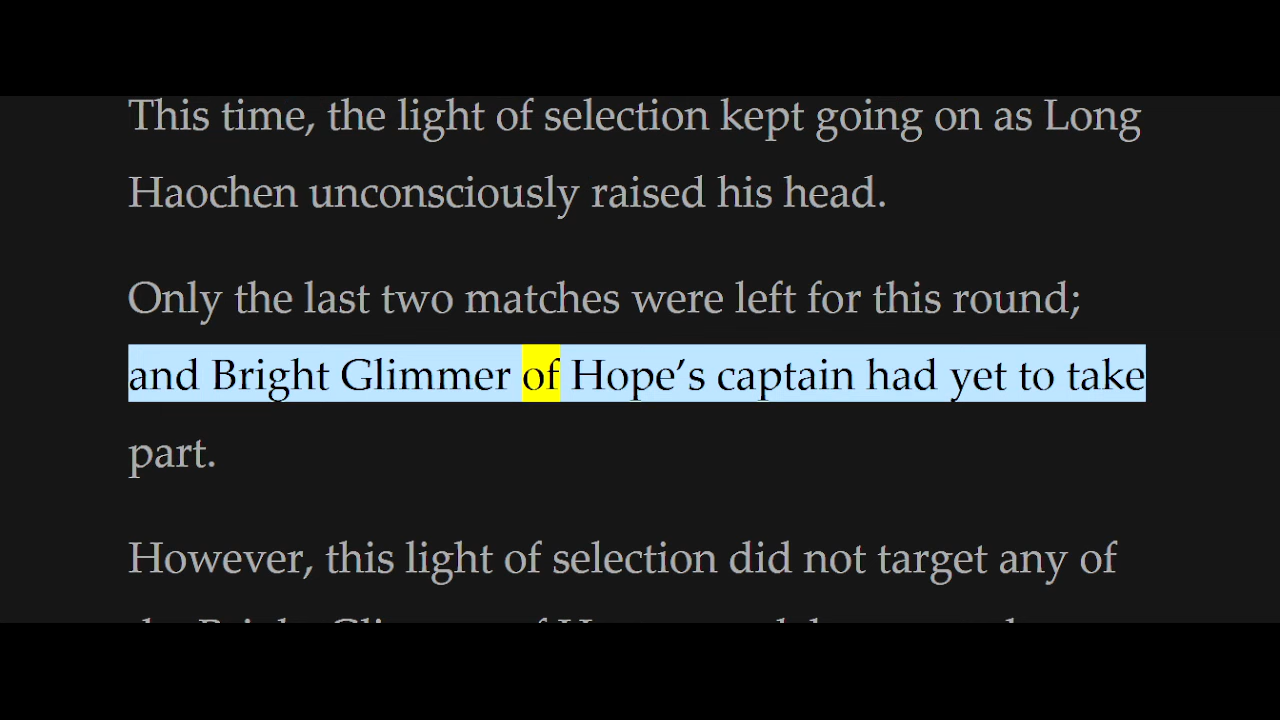 This time, the light of selection kept going on as Long
Haochen unconsciously raised his head.
Only the last two matches were left for this round;
and Bright Glimmer of Hope’s captain had yet to take
part.
However, this light of selection did not target any of